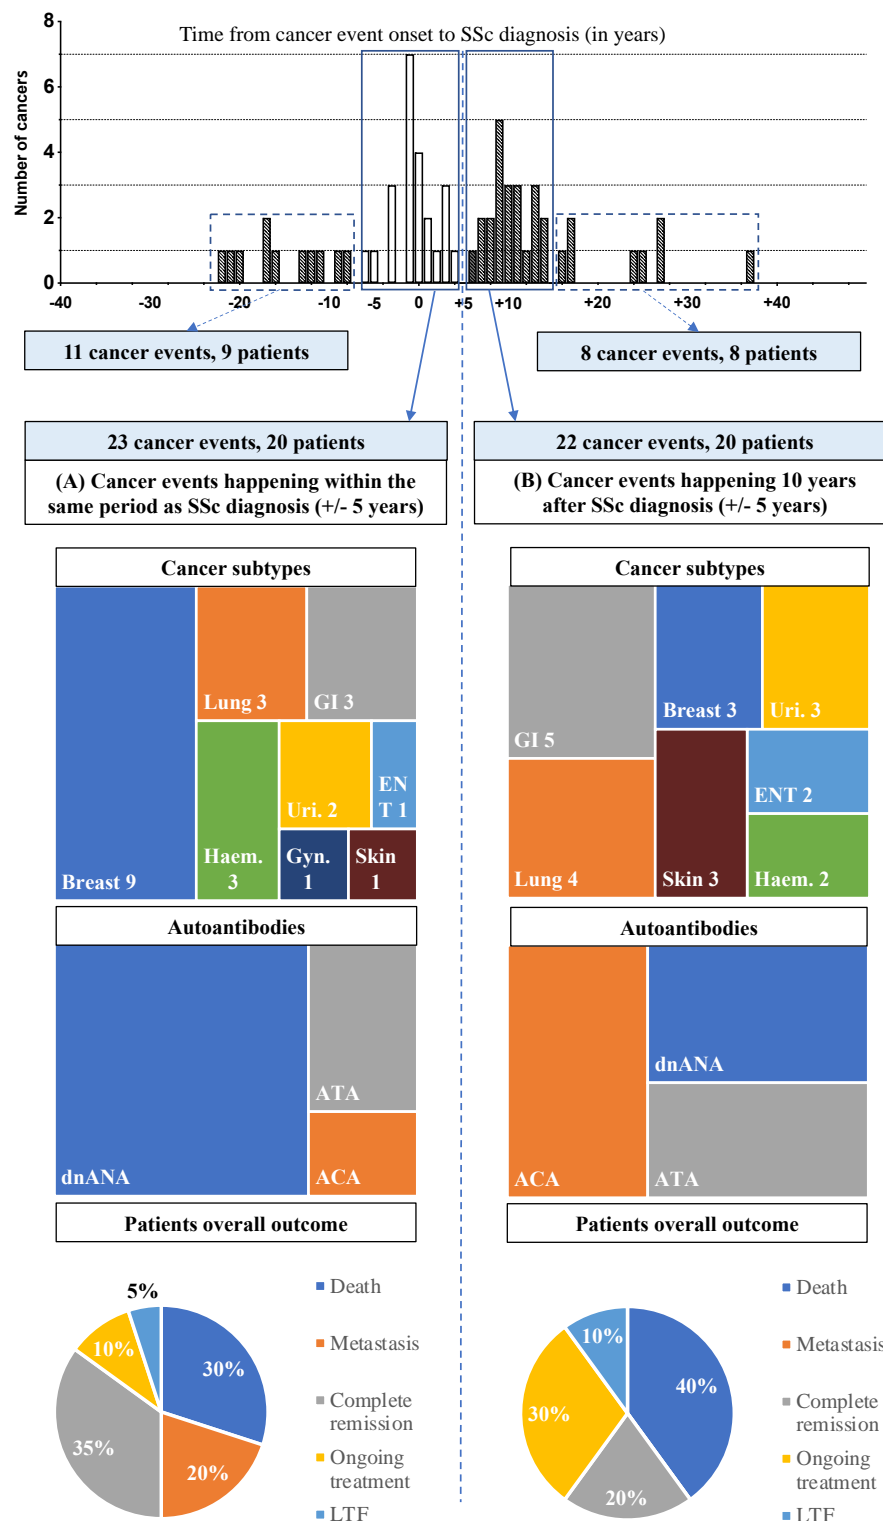 Time from cancer event onset to SSc diagnosis (in years)
Number of cancers
8
6
4
2
0
-40 -30 -20 -10 -5 0 +5 +10 +20 +30 +40
11 cancer events, 9 patients
8 cancer events, 8 patients
23 cancer events, 20 patients
(A) Cancer events happening within the
same period as SSc diagnosis (+/- 5 years)
22 cancer events, 20 patients
(B) Cancer events happening 10 years
after SSc diagnosis (+/- 5 years)
Cancer subtypes
Breast 9
Lung 3
GI 3
Haem.
3
Uri. 2
EN
T 1
Gyn.
1
Skin
1
Cancer subtypes
GI 5
Lung 4
Breast 3
Uri. 3
Skin 3
ENT 2
Haem. 2
Autoantibodies
dnANA
ATA
ACA
Autoantibodies
ACA
dnANA
ATA
Patients overall outcome
5%
10%
30%
35%
20%
Death
Metastasis
Complete
remission
Ongoing
treatment
LTF
Patients overall outcome
10%
40%
30%
20%
Death
Metastasis
Complete
remission
Ongoing
treatment
LTF